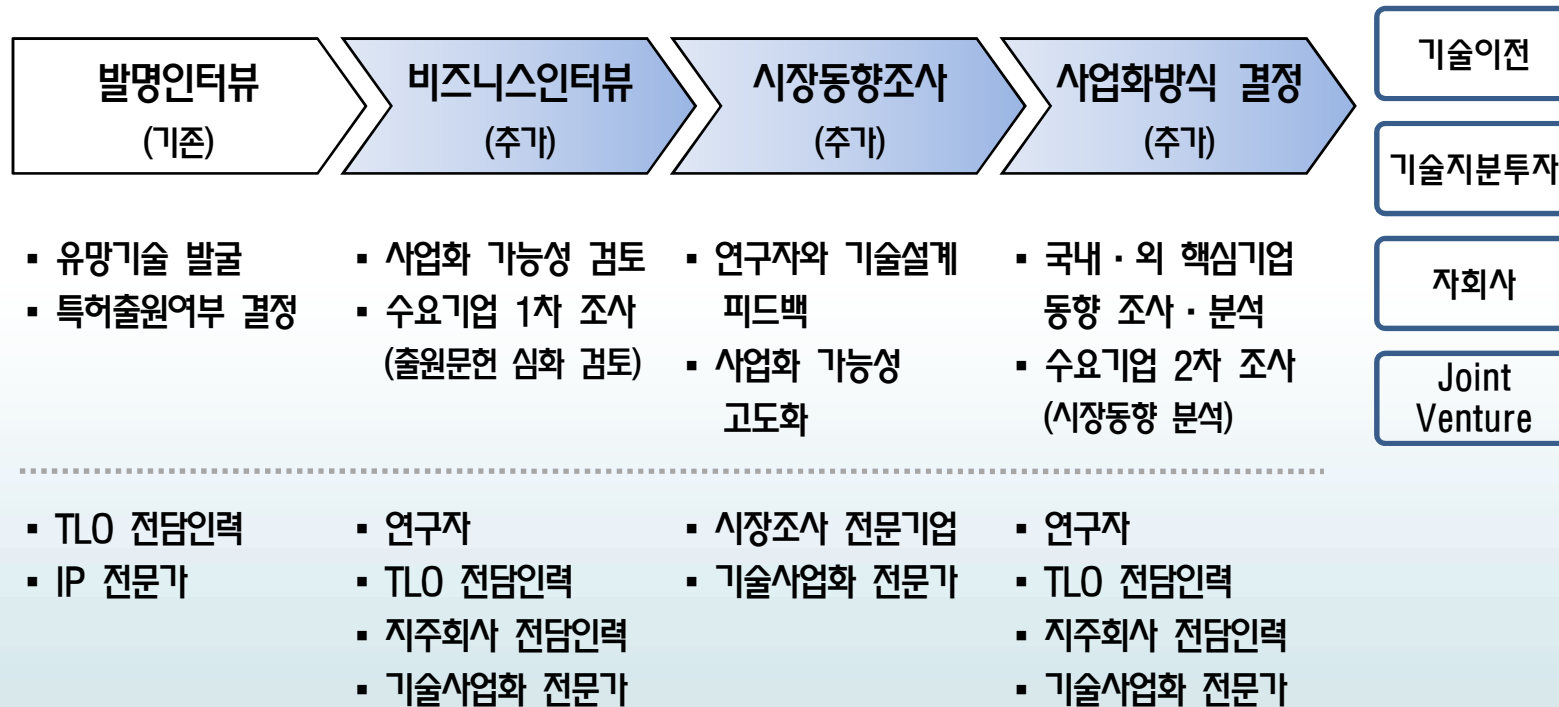 발명인터뷰
(기존)
비즈니스인터뷰
(추가)
시장동향조사
(추가)
사업화방식 결정
(추가)
기술이전
기술지분투자
자회사
Joint
Venture
▪ 유망기술 발굴
▪ 특허출원여부 결정
▪ 사업화 가능성 검토
▪ 수요기업 1차 조사
(출원문헌 심화 검토)
▪ 연구자와 기술설계
피드백
▪ 사업화 가능성
고도화
▪ 국내·외 핵심기업
동향 조사·분석
▪ 수요기업 2차 조사
(시장동향 분석)
▪ TLO 전담인력
▪ IP 전문가
▪ 연구자
▪ TLO 전담인력
▪ 지주회사 전담인력
▪ 기술사업화 전문가
▪ 시장조사 전문기업
▪ 기술사업화 전문가
▪ 연구자
▪ TLO 전담인력
▪ 지주회사 전담인력
▪ 기술사업화 전문가